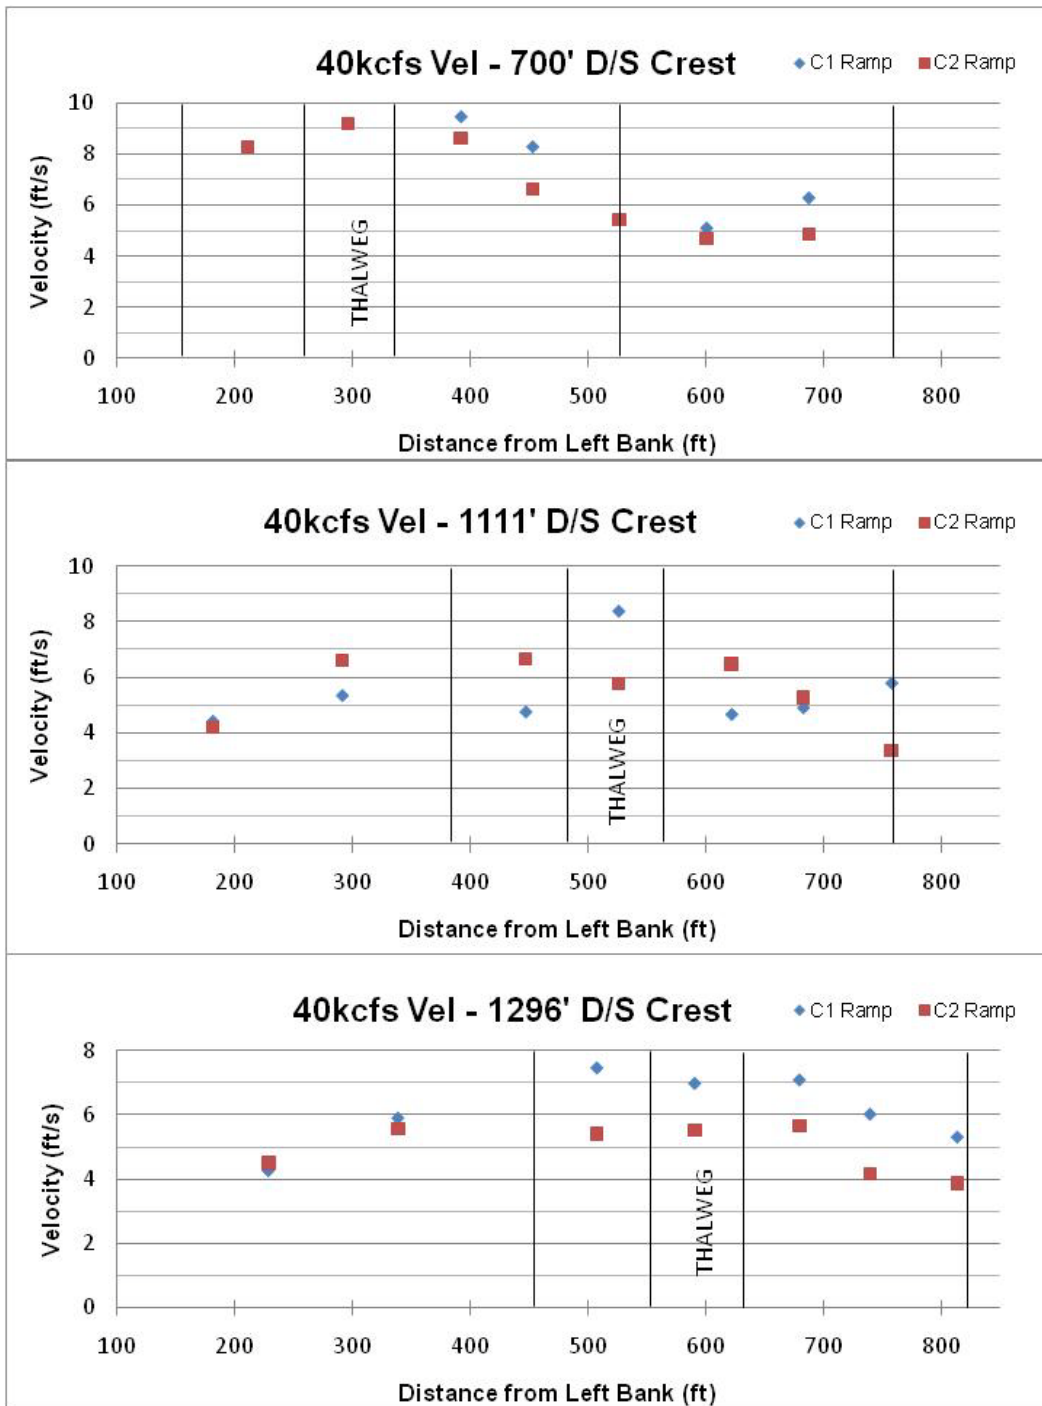 40kcfs Vel - 700' D/S Crest
C1 Ramp C2 Ramp
Velocity (ft/s)
10
8
6
4
2
0
THALWEG
100 200 300 400 500 600 700 800
Distance from Left Bank (ft)
40kcfs Vel - 1111' D/S Crest
C1 Ramp C2 Ramp
Velocity (ft/s)
10
8
6
4
2
0
THALWEG
100 200 300 400 500 600 700 800
Distance from Left Bank (ft)
40kcfs Vel - 1296' D/S Crest
C1 Ramp C2 Ramp
Velocity (ft/s)
8
6
4
2
0
THALWEG
100 200 300 400 500 600 700 800
Distance from Left Bank (ft)